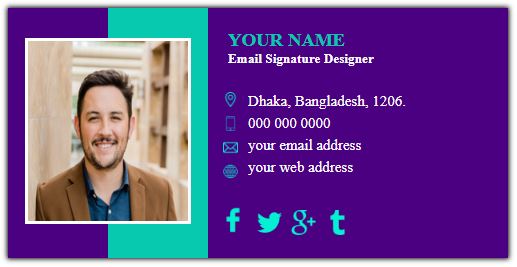 YOUR NAME
Email Signature Designer
Dhaka, Bangladesh, 1206.
000 000 0000
your email address
your web address